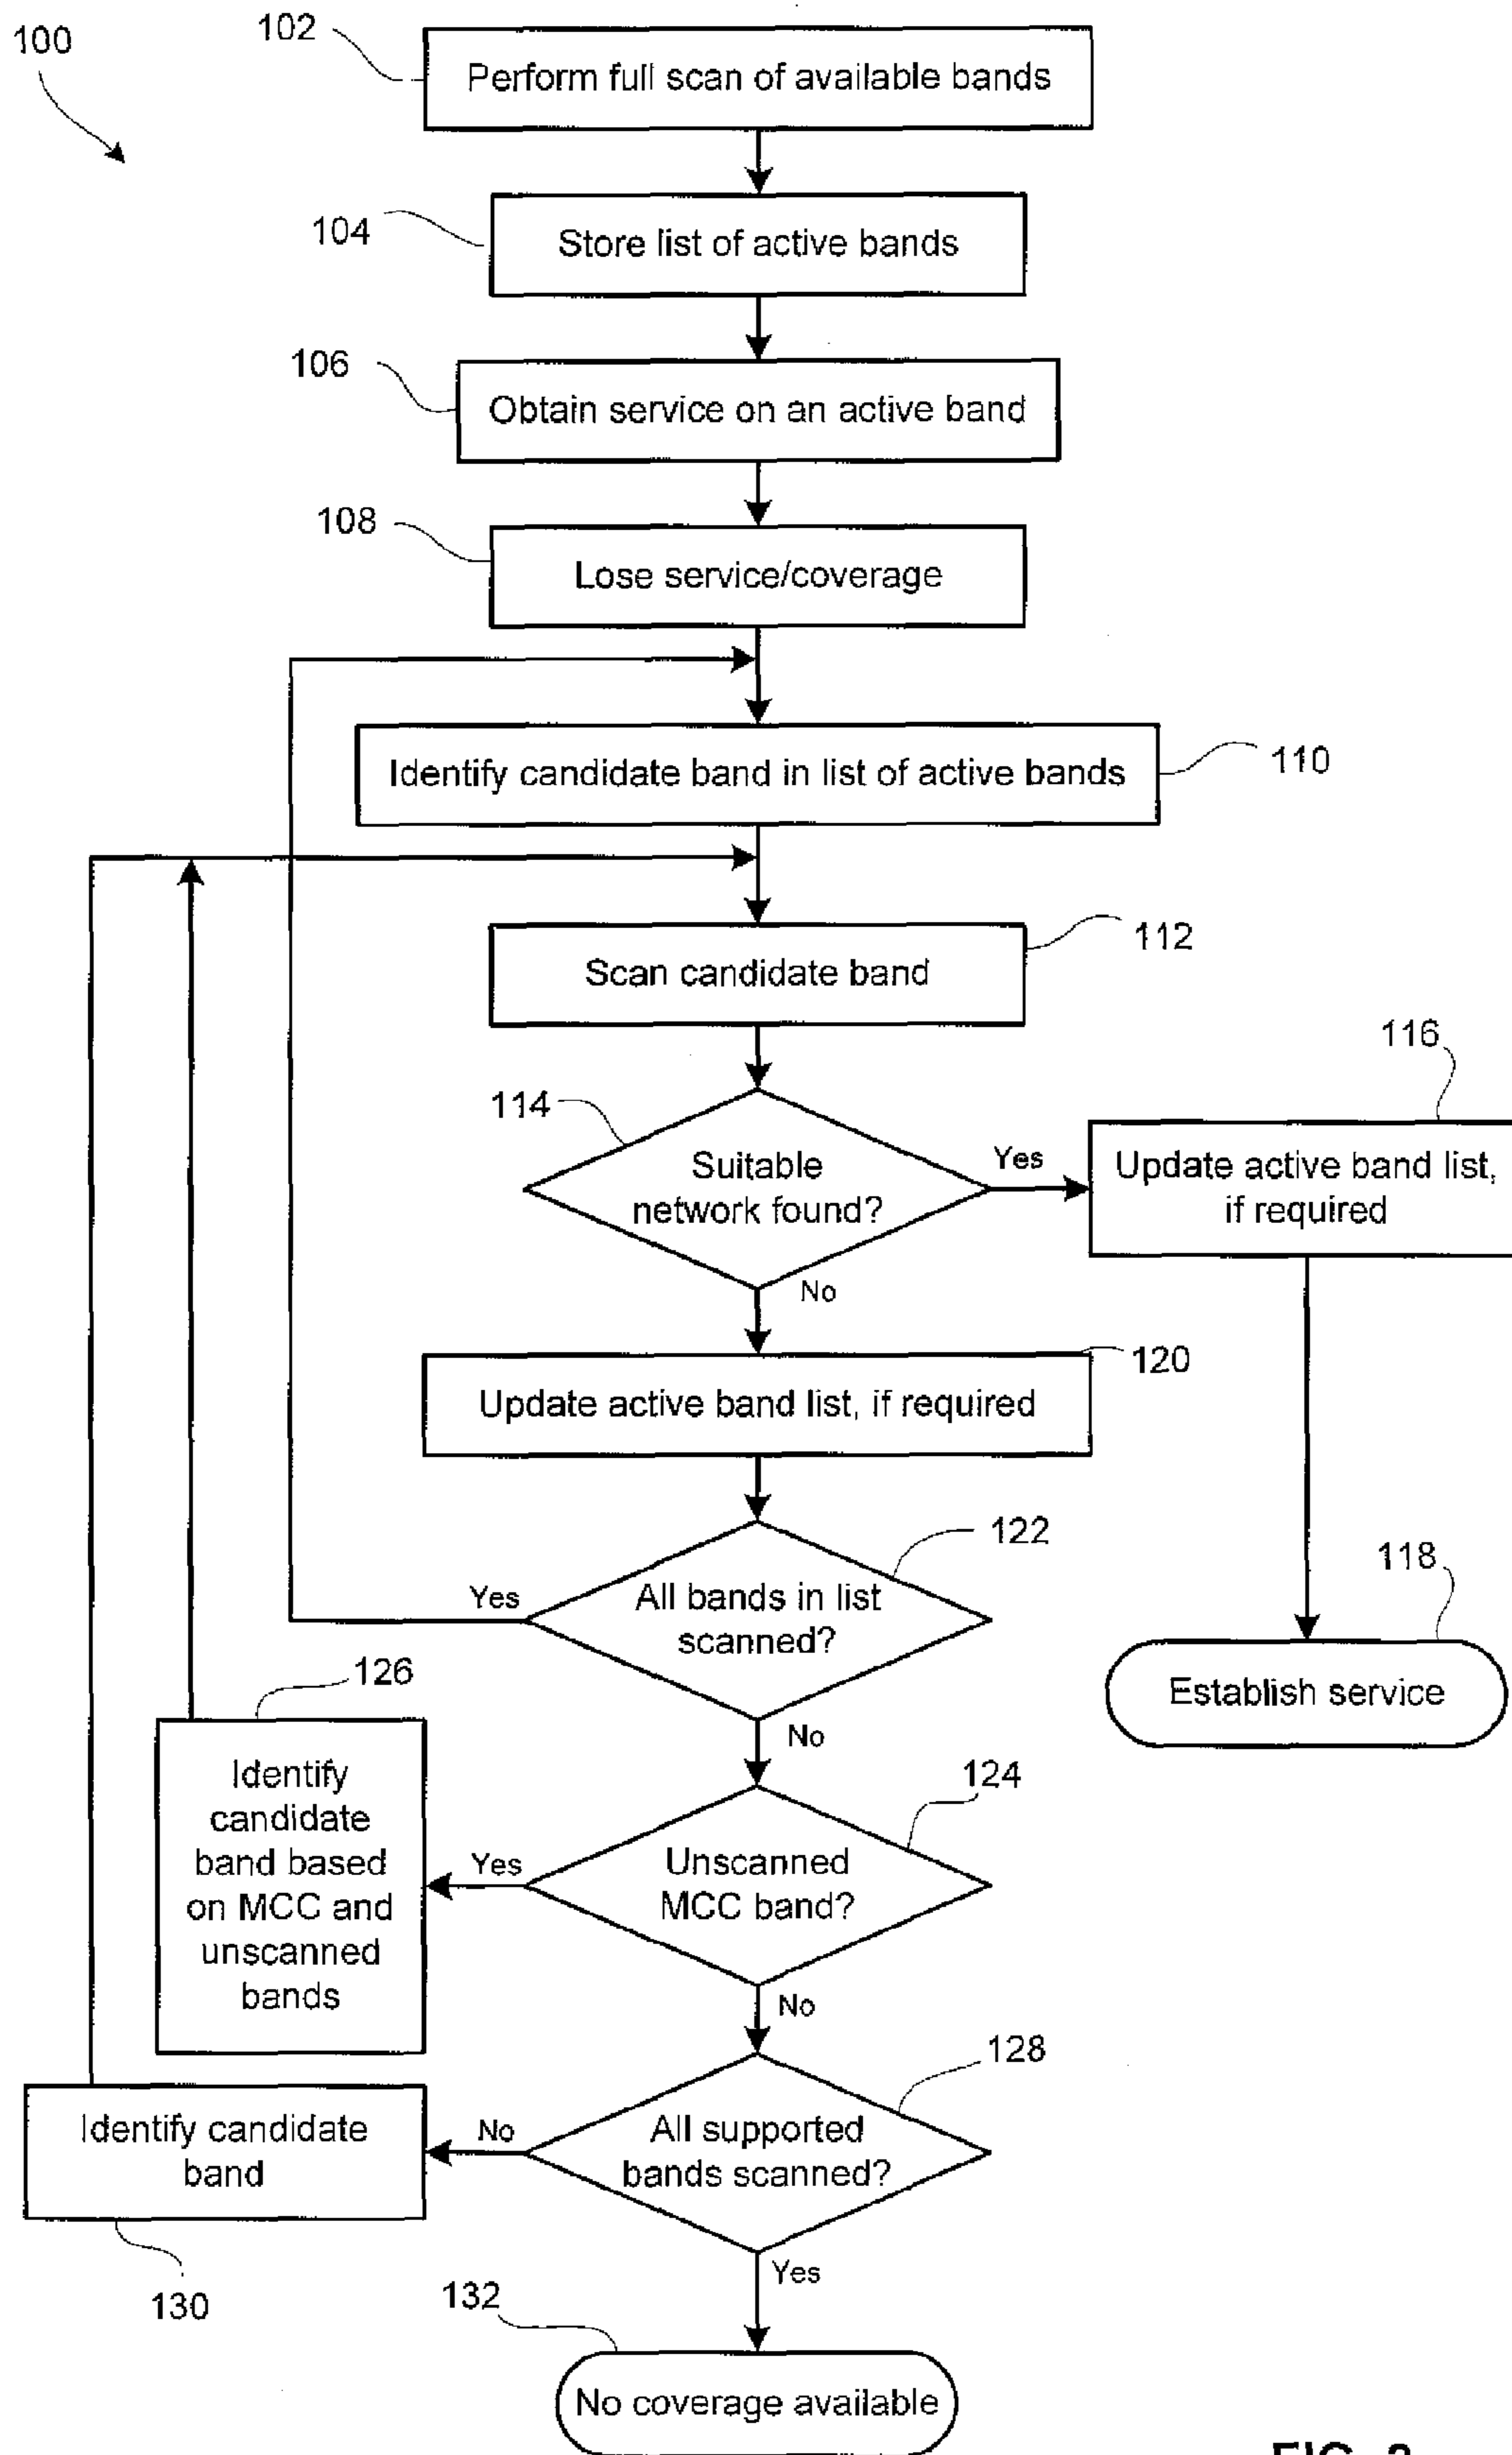 100
102
Perform full scan of available bands
104
Store list of active bands
106
Obtain service on an active band
108
Lose service/coverage
Identify candidate band in list of active bands
110
Scan candidate band
112
114
Suitable
network found?
Yes
No
116
Update active band list,
if required
120
Update active band list, if required
122
All bands in list
scanned?
Yes
No
118
Establish service
126
Identify
candidate
band based
on MCC and
unscanned
bands
124
Unscanned
MCC band?
Yes
No
128
All supported
bands scanned?
No
Yes
Identify candidate
band
130
132
No coverage available